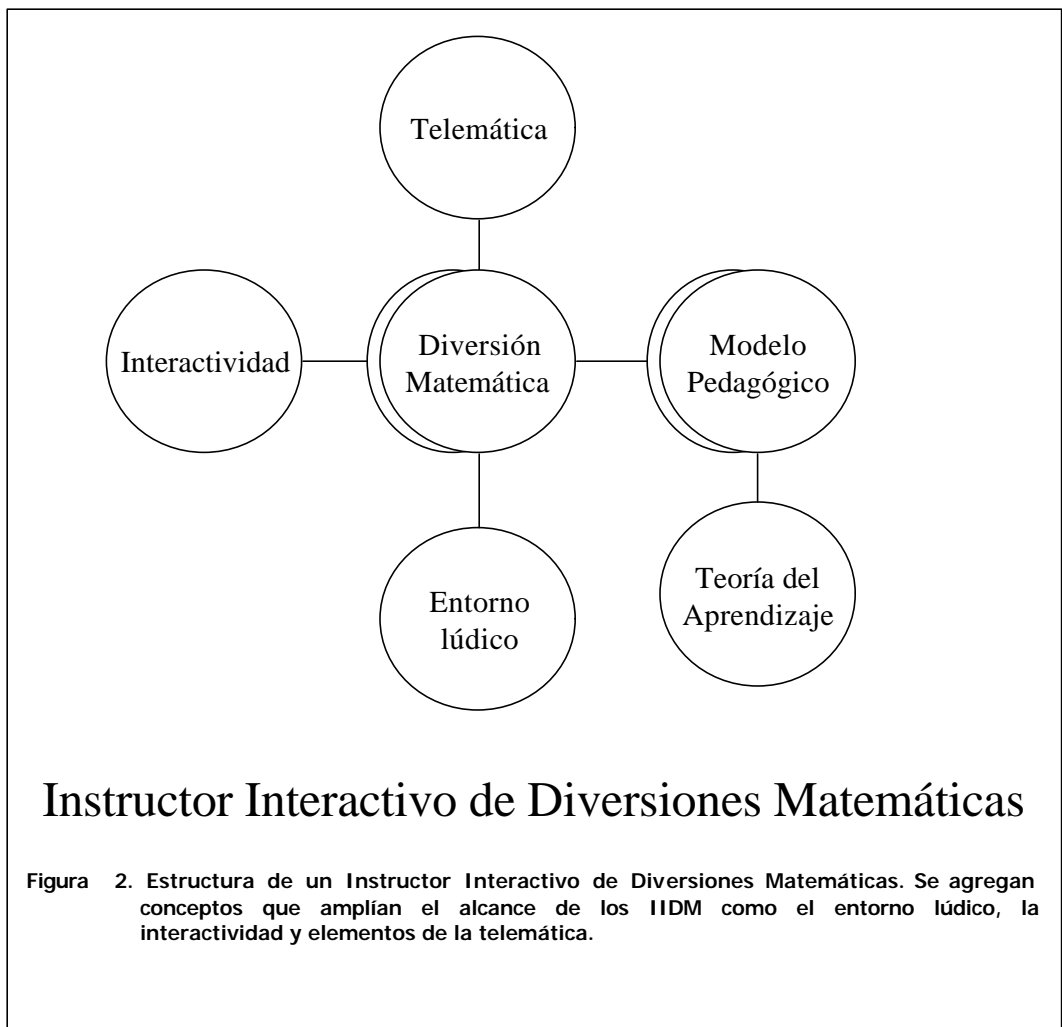 Telemática
Interactividad
Diversión
Matemática
Modelo
Pedagógico
Entorno
lúdico
Teoría del
Aprendizaje
Instructor Interactivo de Diversiones Matemáticas
Figura 2. Estructura de un Instructor Interactivo de Diversiones Matemáticas. Se agregan
conceptos que amplían el alcance de los IIDM como el entorno lúdico, la
interactividad y elementos de la telemática.